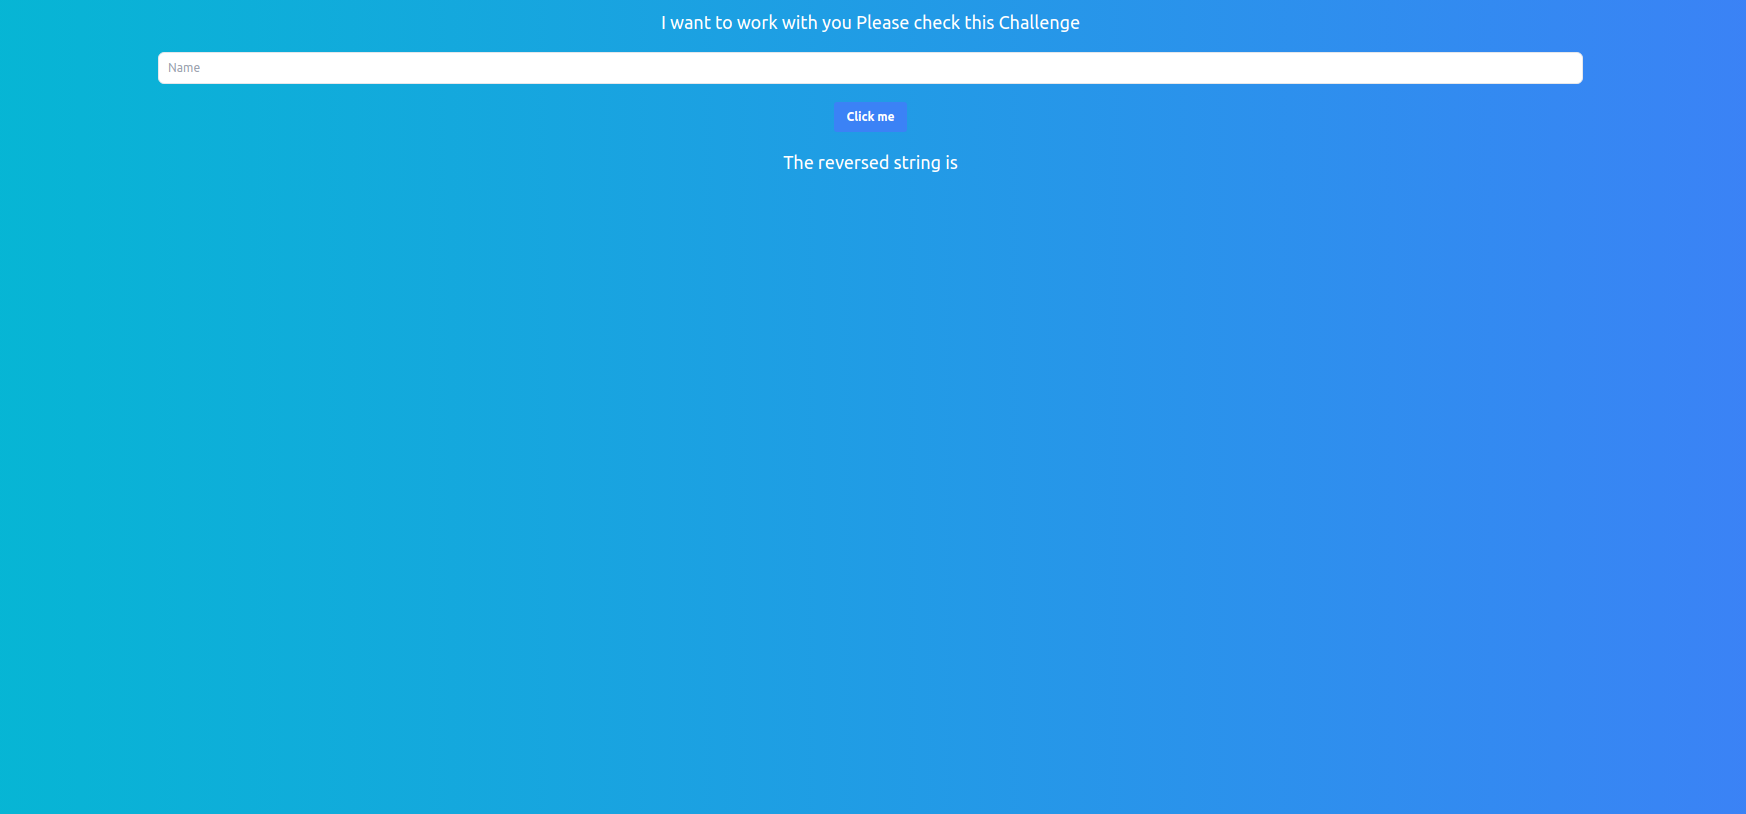 I want to work with you Please check this Challenge
Name
Click me
The reversed string is